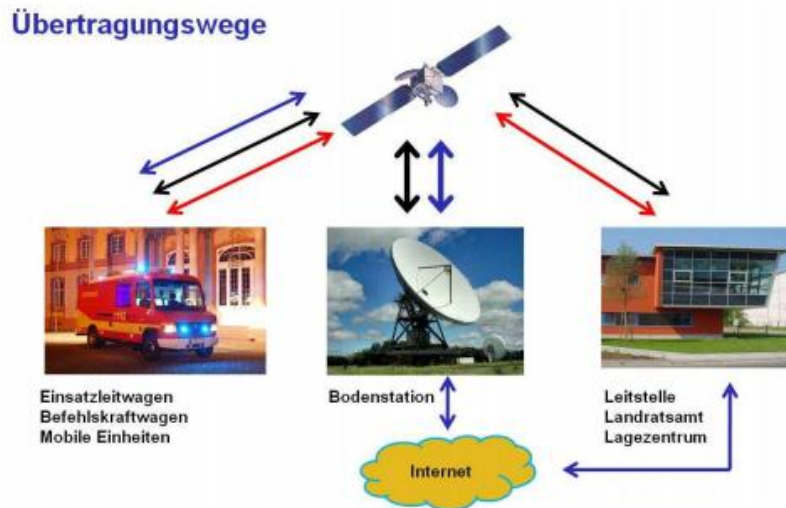 Übertragungswege
Einsatzleitwagen
Befehlskraftwagen
Mobile Einheiten
Bodenstation
Leitstelle
Landratsamt
Lagezentrum
Internet